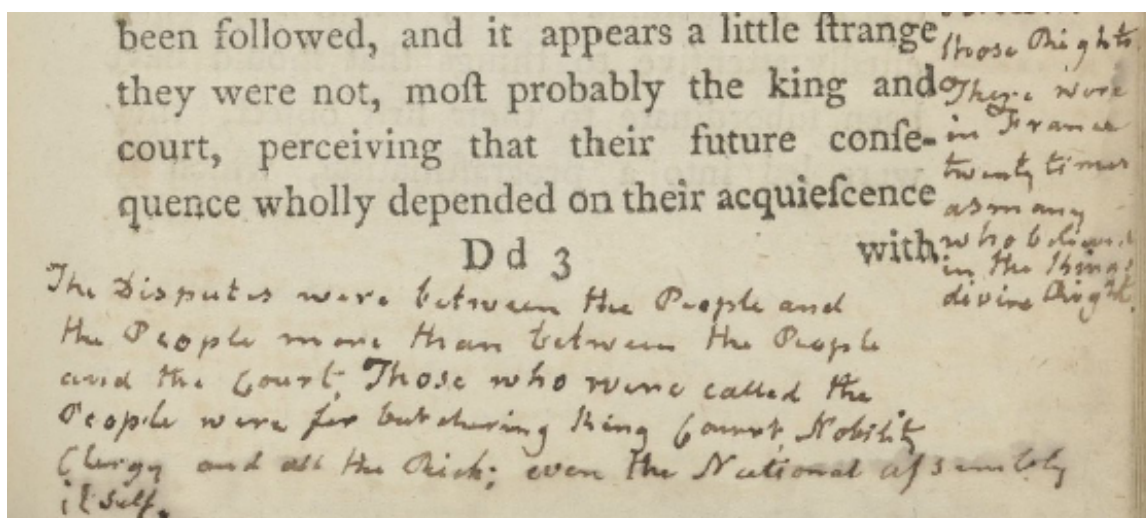 been followed, and it appears a little ſtrange
they were not, moſt probably the king and
court, perceiving that their future conſe-
quence wholly depended on their acquieſcence
D d 3
with
those Rights.
There were
in France
twenty times
as many
who believed
in the Kings
divine Right.
The Disputes were between the People and
the People more than between the People
and the Court. Those who were called the
People were for butchering King Court, Nobility
Clergy and all the Rich; even the National aſsembly
itself.